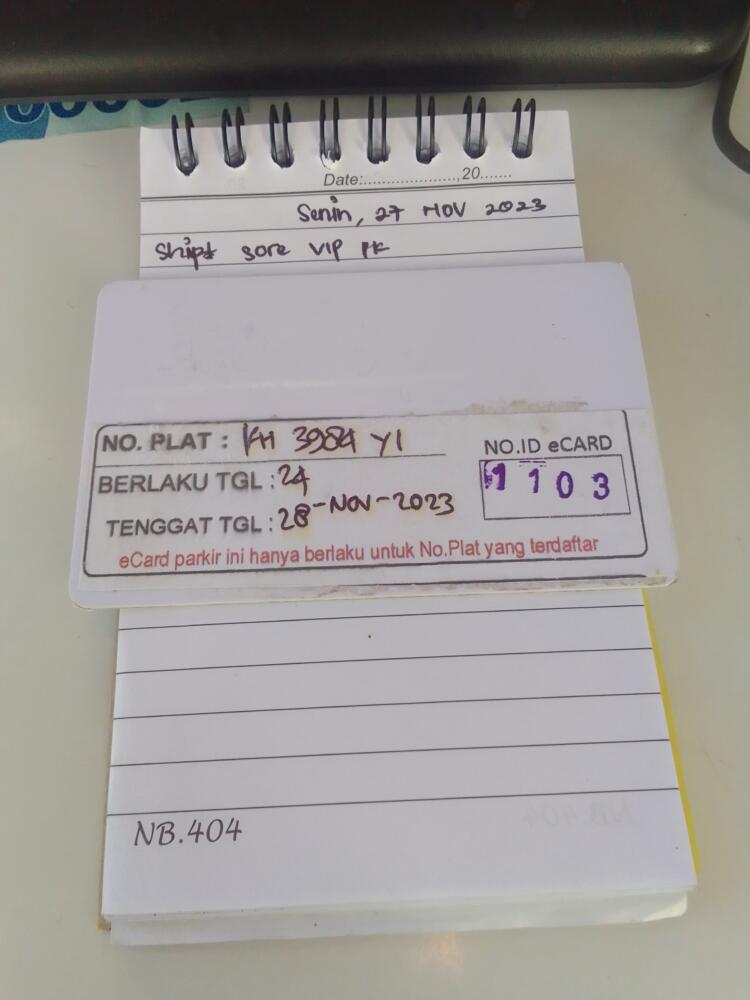 Date:....................,20.......
Senin, 27 NOV 2023
Shipt sore VIP PK
NO. PLAT : KH 3984 YI
BERLAKU TGL : 24
TENGGAT TGL : 28-NOV-2023
NO.ID eCARD
1103
eCard parkir ini hanya berlaku untuk No.Plat yang terdaftar
NB.404